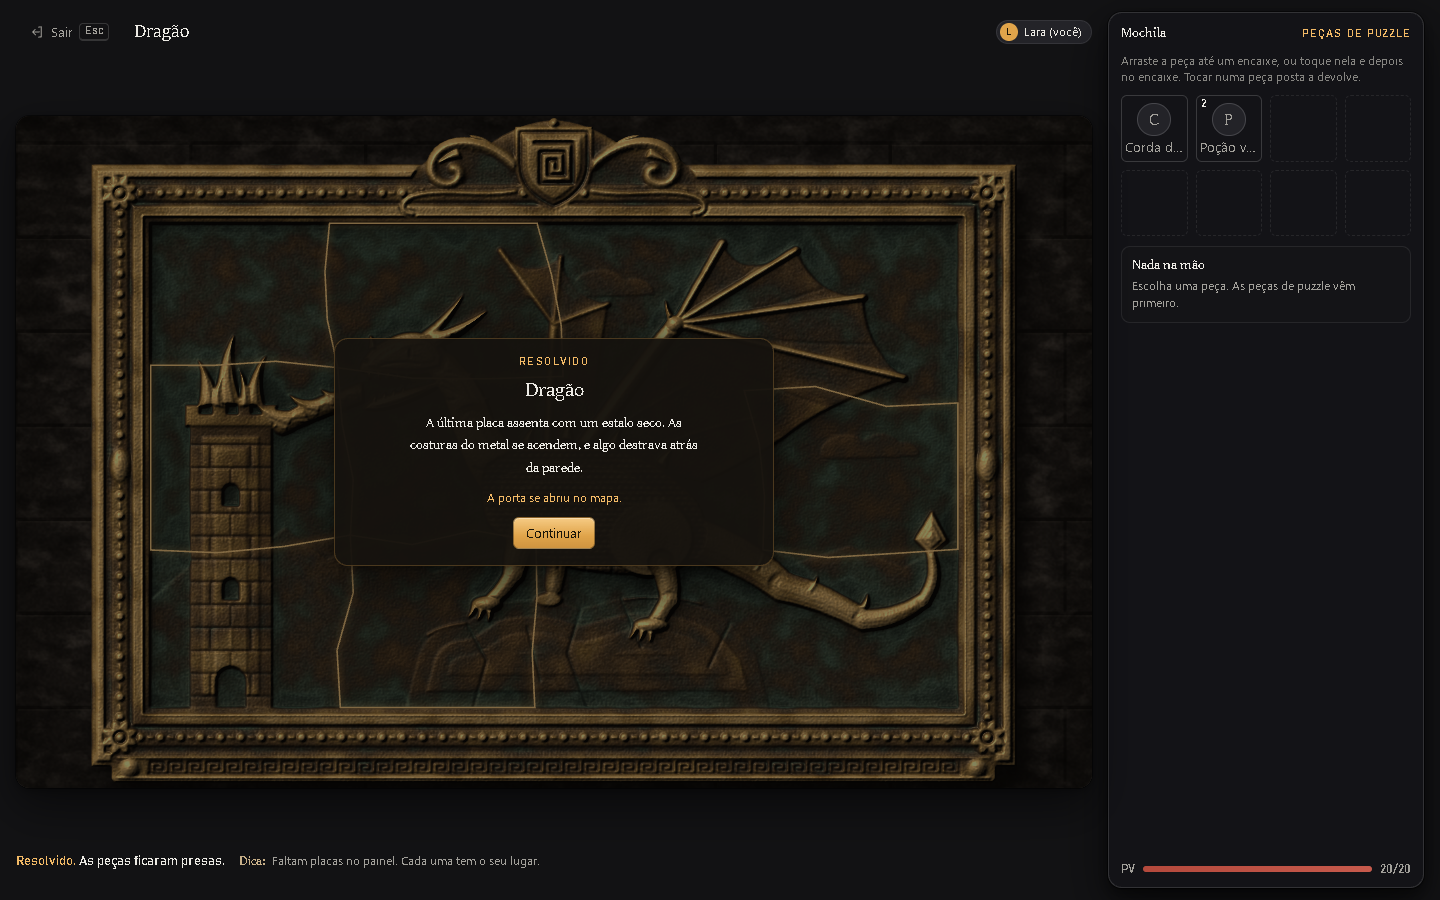 Sair Esc Dragão
L Lara (você)
Mochila PEÇAS DE PUZZLE
Arraste a peça até um encaixe, ou toque nela e depois
no encaixe. Tocar numa peça posta a devolve.
C
Corda d...
2
P
Poção v...
Nada na mão
Escolha uma peça. As peças de puzzle vêm
primeiro.
RESOLVIDO
Dragão
A última placa assenta com um estalo seco. As
costuras do metal se acendem, e algo destrava atrás
da parede.
A porta se abriu no mapa.
Continuar
Resolvido. As peças ficaram presas. Dica: Faltam placas no painel. Cada uma tem o seu lugar.
PV 20/20